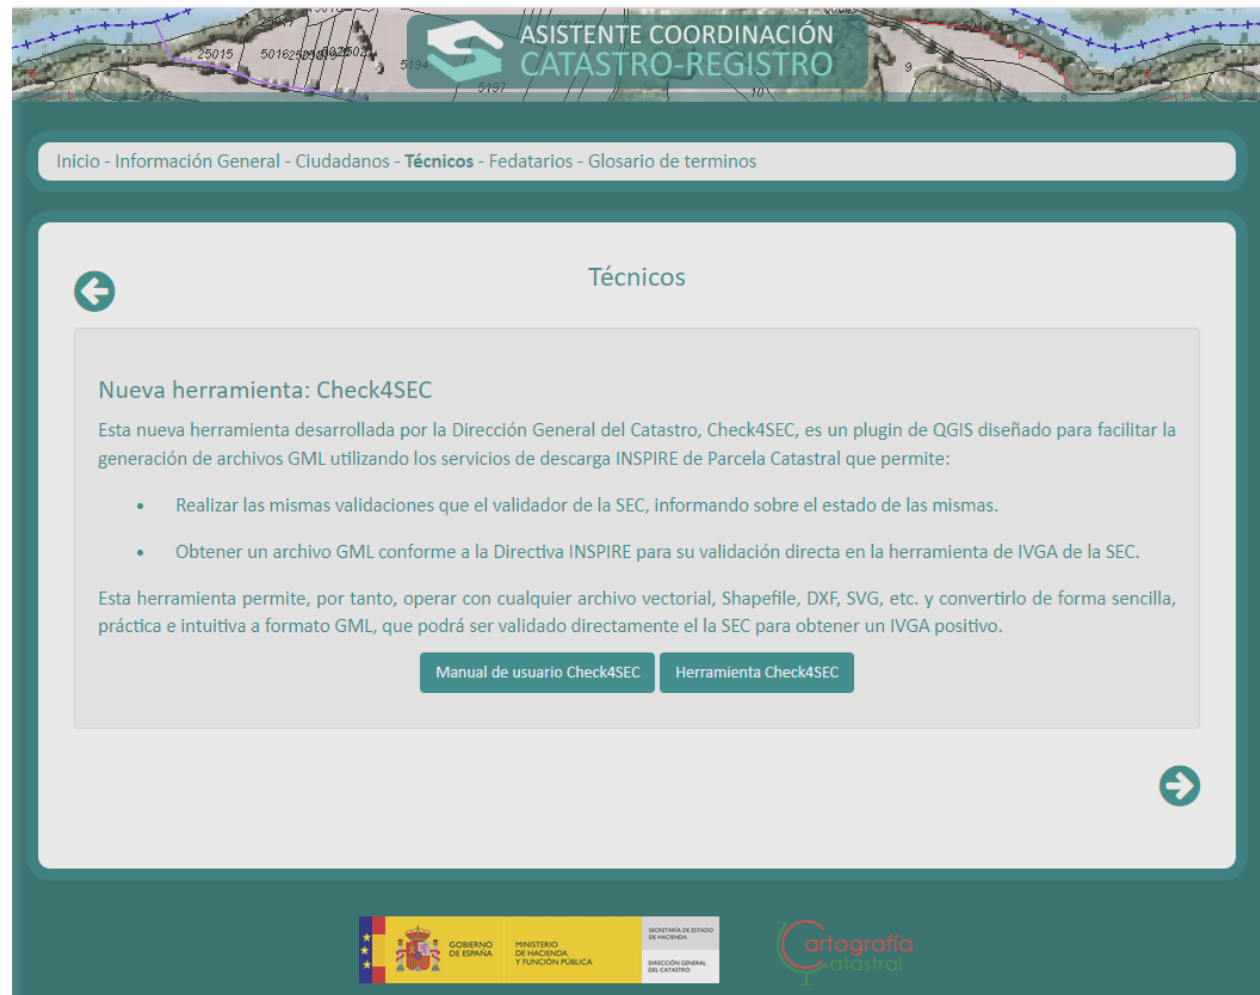 ASISTENTE COORDINACIÓN
CATASTRO-REGISTRO
25015
5194
5197
10
9
8
Inicio - Información General - Ciudadanos - Técnicos - Fedatarios - Glosario de terminos
Técnicos
Nueva herramienta: Check4SEC
Esta nueva herramienta desarrollada por la Dirección General del Catastro, Check4SEC, es un plugin de QGIS diseñado para facilitar la
generación de archivos GML utilizando los servicios de descarga INSPIRE de Parcela Catastral que permite:
• Realizar las mismas validaciones que el validador de la SEC, informando sobre el estado de las mismas.
• Obtener un archivo GML conforme a la Directiva INSPIRE para su validación directa en la herramienta de IVGA de la SEC.
Esta herramienta permite, por tanto, operar con cualquier archivo vectorial, Shapefile, DXF, SVG, etc. y convertirlo de forma sencilla,
práctica e intuitiva a formato GML, que podrá ser validado directamente el la SEC para obtener un IVGA positivo.
Manual de usuario Check4SEC
Herramienta Check4SEC
GOBIERNO
DE ESPAÑA
MINISTERIO
DE HACIENDA
Y FUNCIÓN PÚBLICA
SECRETARÍA DE ESTADO
DE HACIENDA
DIRECCIÓN GENERAL
DEL CATASTRO
Cartografía
Catastral